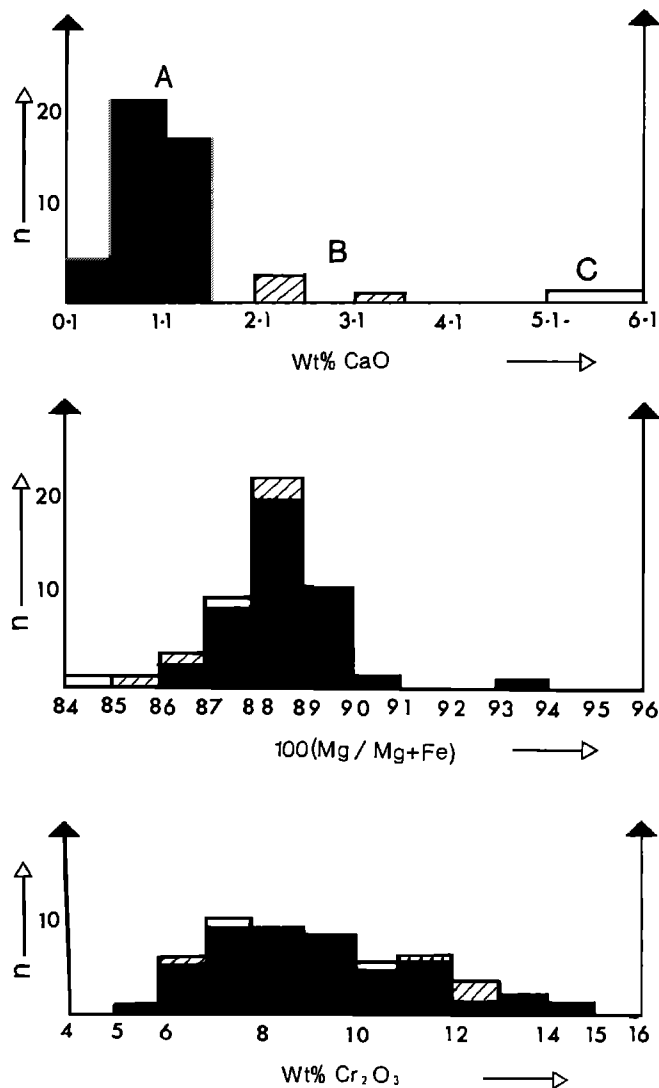 A
20
10
n
B
C
0·1 1·1 2·1 3·1 4·1 5·1- 6·1
Wt% CaO
20
10
n
84 85 86 87 88 89 90 91 92 93 94 95 96
100(Mg / Mg+Fe)
10
n
4 5 6 8 10 12 14 15 16
Wt% Cr₂O₃